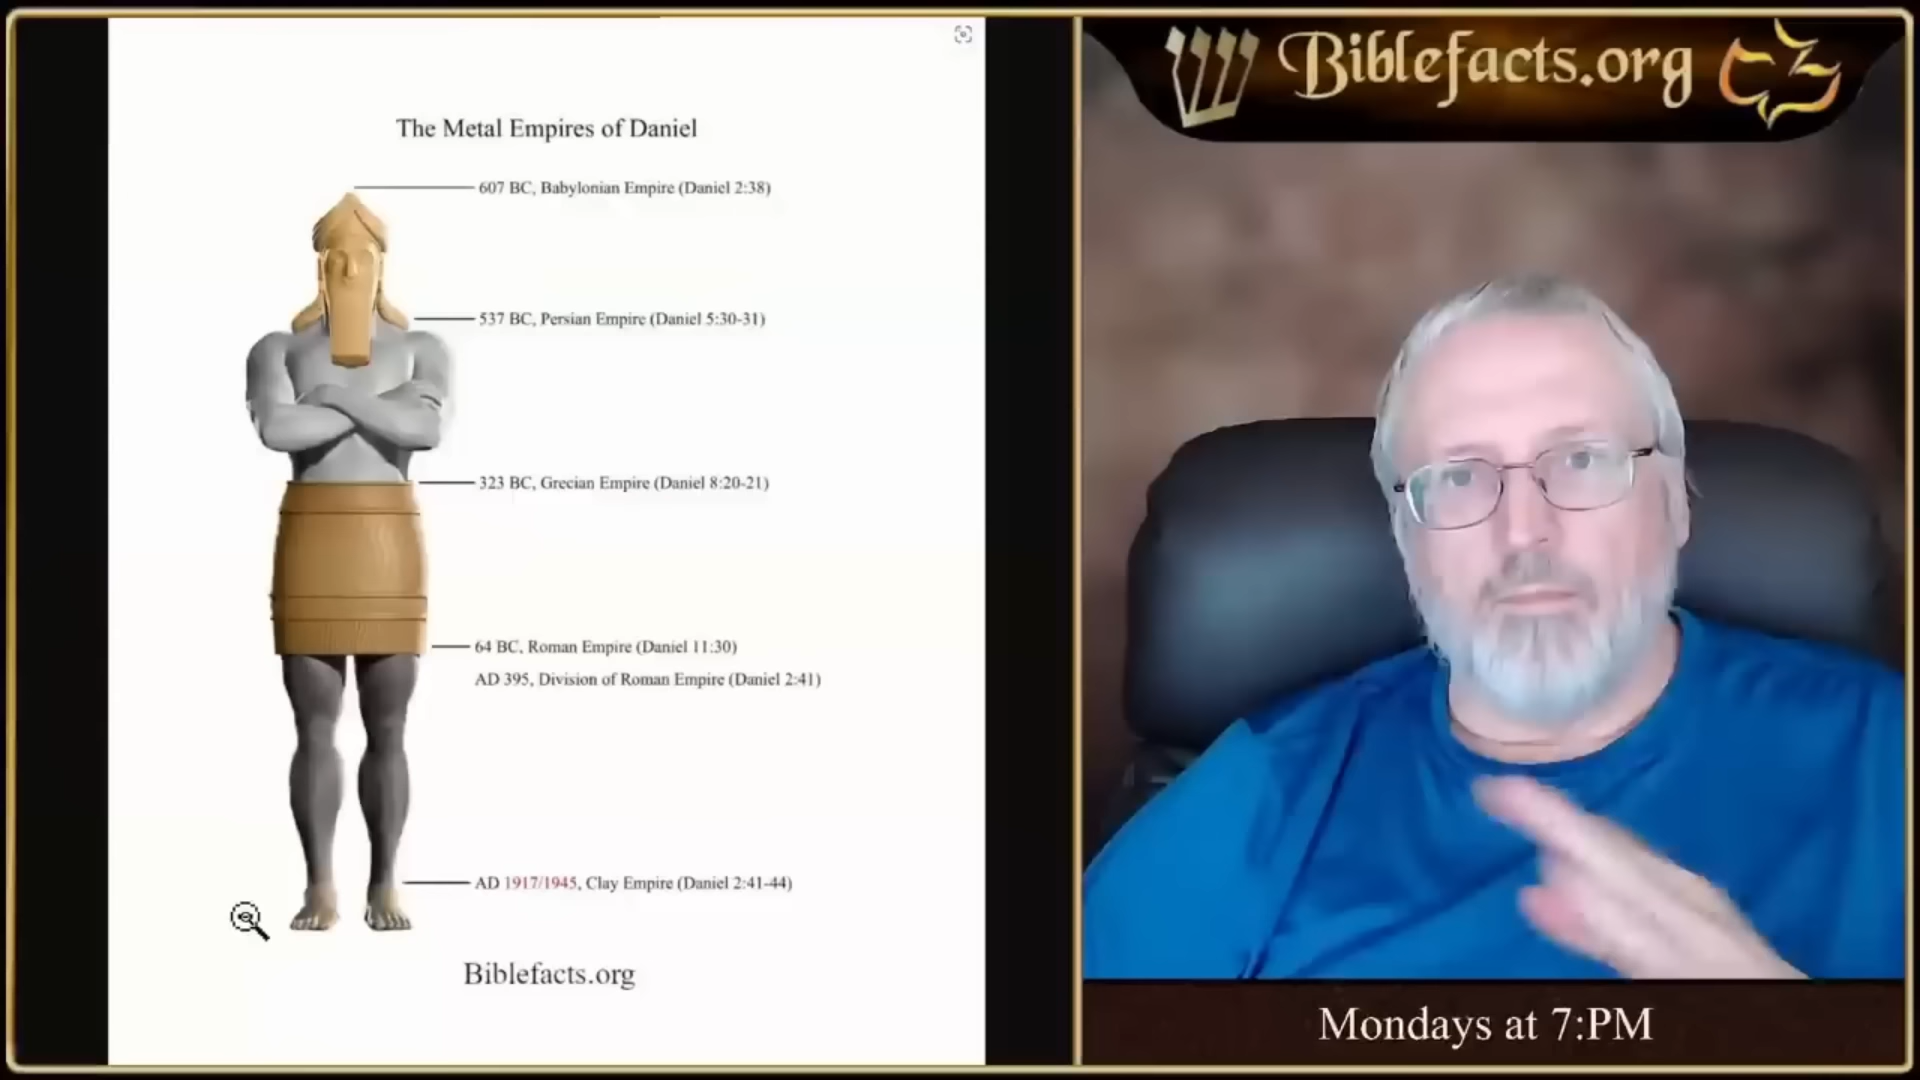 The Metal Empires of Daniel
607 BC, Babylonian Empire (Daniel 2:38)
537 BC, Persian Empire (Daniel 5:30-31)
323 BC, Grecian Empire (Daniel 8:20-21)
64 BC, Roman Empire (Daniel 11:30)
AD 395, Division of Roman Empire (Daniel 2:41)
AD 1917/1945, Clay Empire (Daniel 2:41-44)
Biblefacts.org
ש Biblefacts.org
Mondays at 7:PM